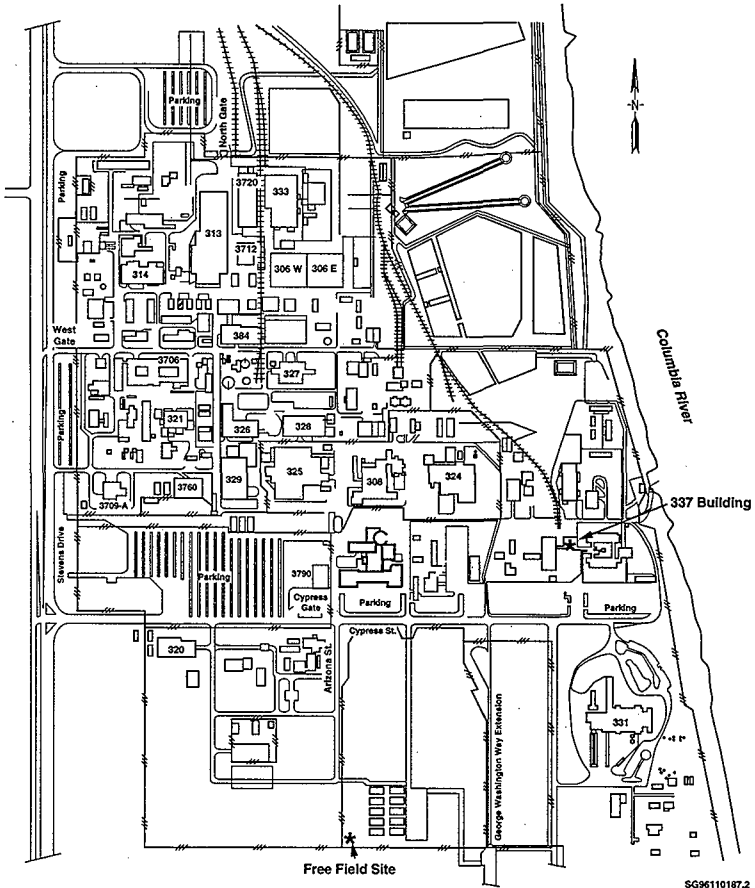 Parking
North Gate
N
Parking
3720
333
313
3712
314
306 W
306 E
West
Gate
384
Columbia River
3706
327
Parking
321
326
328
329
325
308
324
3760
3709-A
337 Building
Stevens Drive
Parking
3790
Cypress
Gate
Parking
Parking
Cypress St.
320
Arizona St.
George Washington Way Extension
331
Free Field Site
SG96110187.2